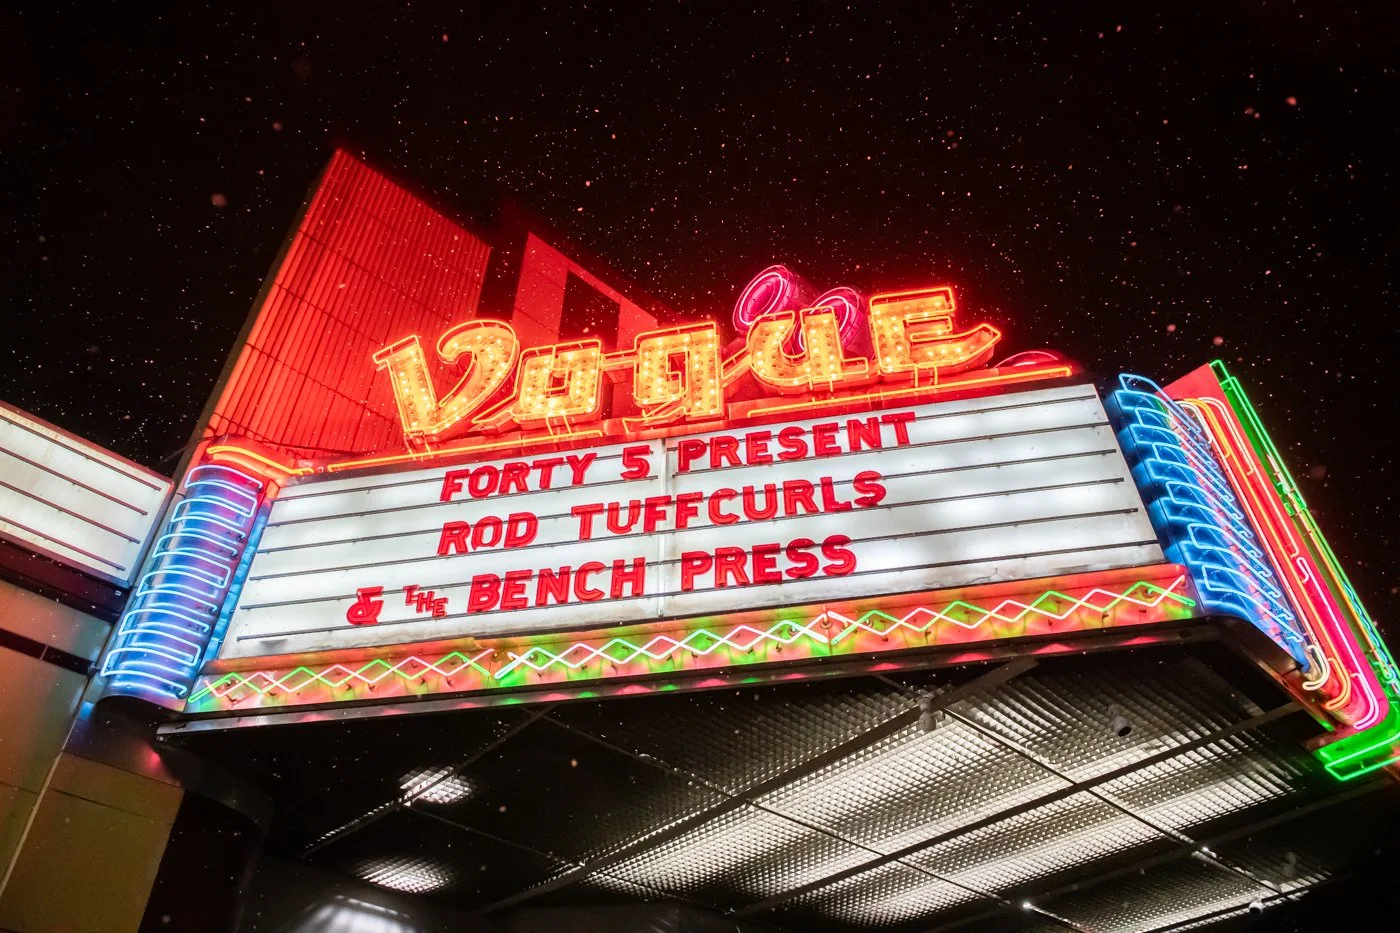 Vogue
FORTY 5 PRESENT
ROD TUFFCURLS
& THE BENCH PRESS